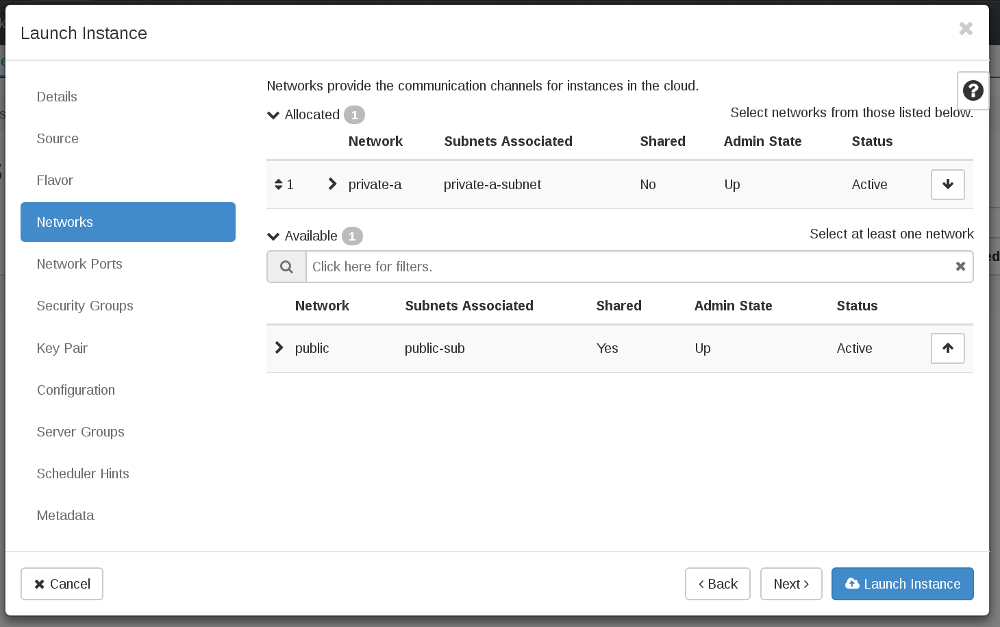 Launch Instance
Details
Source
Flavor
Networks
Network Ports
Security Groups
Key Pair
Configuration
Server Groups
Scheduler Hints
Metadata
Networks provide the communication channels for instances in the cloud.
Allocated 1
Select networks from those listed below.
Network Subnets Associated Shared Admin State Status
1 private-a private-a-subnet No Up Active
Available 1
Select at least one network
Click here for filters.
Network Subnets Associated Shared Admin State Status
public public-sub Yes Up Active
Cancel
< Back
Next >
Launch Instance